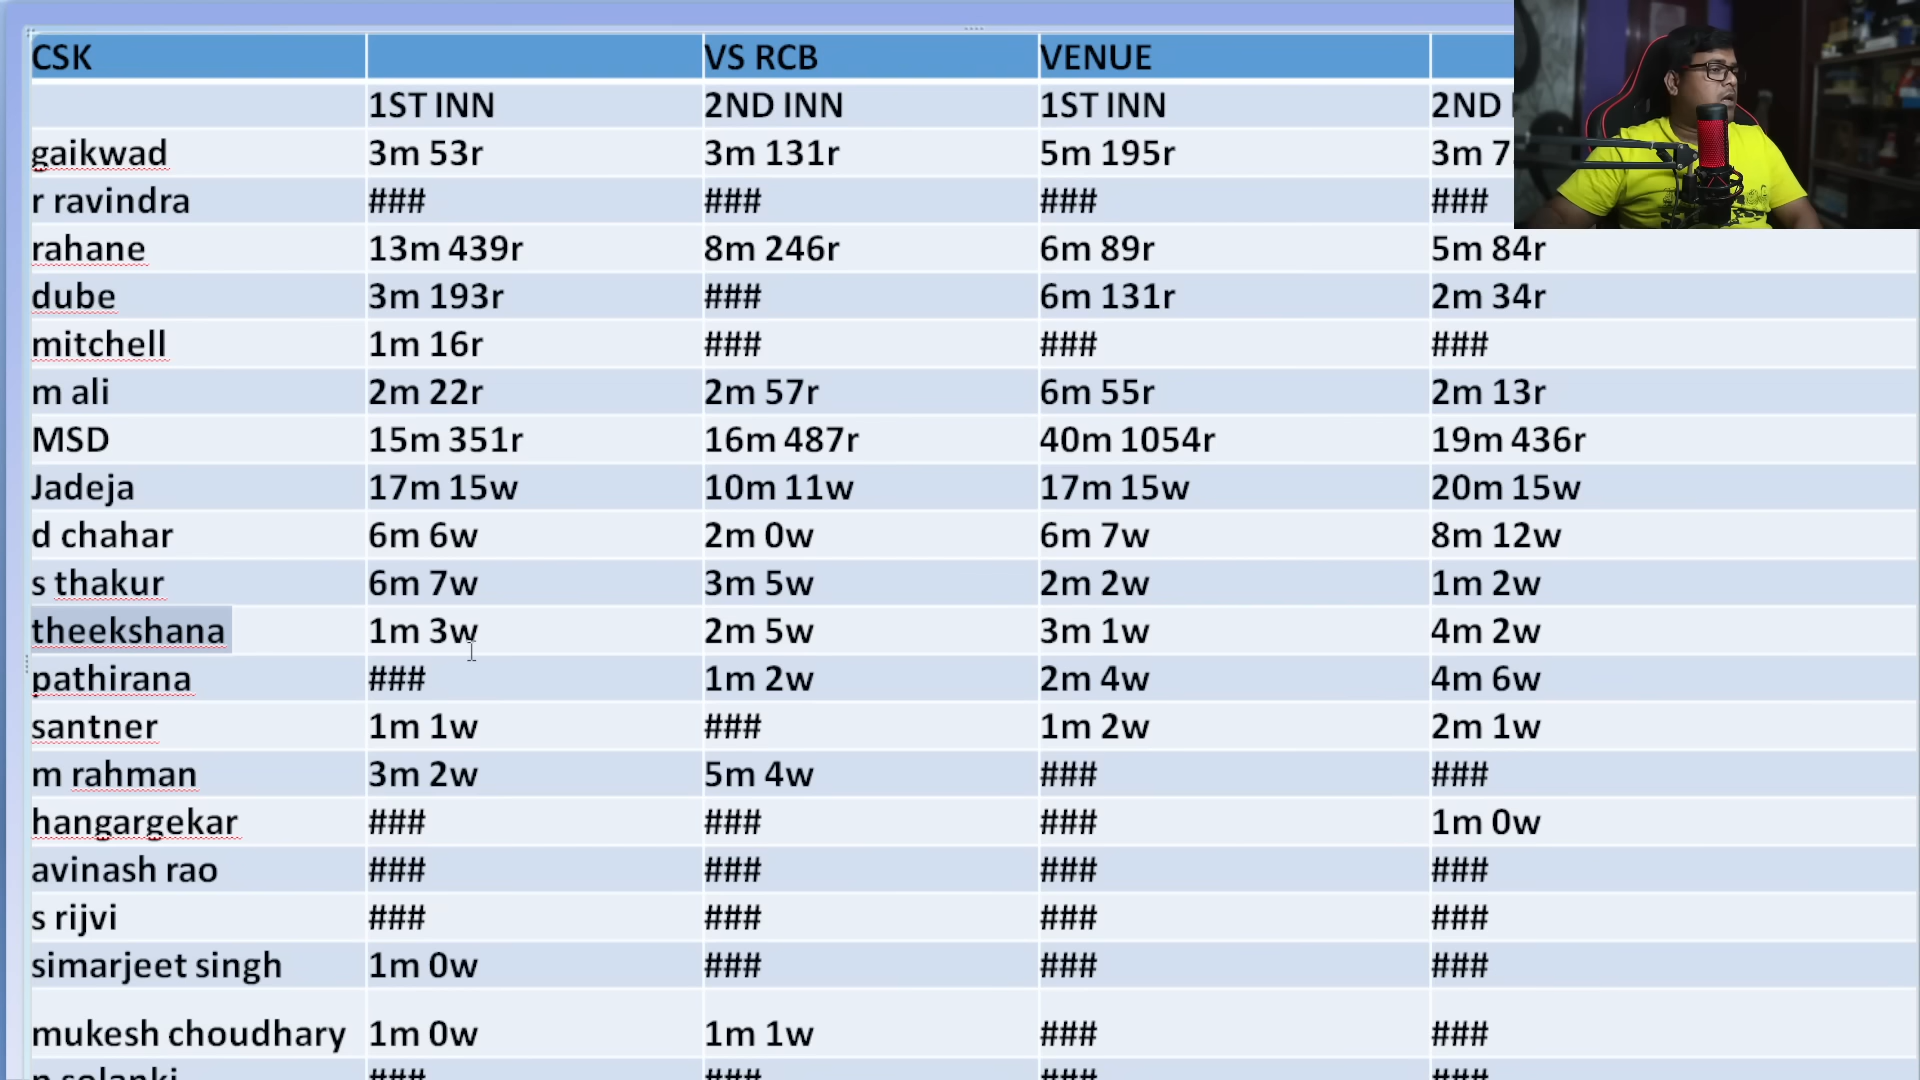 CSK VS RCB VENUE
1ST INN 2ND INN 1ST INN 2ND
gaikwad 3m 53r 3m 131r 5m 195r 3m 7
r ravindra ### ### ### ###
rahane 13m 439r 8m 246r 6m 89r 5m 84r
dube 3m 193r ### 6m 131r 2m 34r
mitchell 1m 16r ### ### ###
m ali 2m 22r 2m 57r 6m 55r 2m 13r
MSD 15m 351r 16m 487r 40m 1054r 19m 436r
Jadeja 17m 15w 10m 11w 17m 15w 20m 15w
d chahar 6m 6w 2m 0w 6m 7w 8m 12w
s thakur 6m 7w 3m 5w 2m 2w 1m 2w
theekshana 1m 3w 2m 5w 3m 1w 4m 2w
pathirana ### 1m 2w 2m 4w 4m 6w
santner 1m 1w ### 1m 2w 2m 1w
m rahman 3m 2w 5m 4w ### ###
hangargekar ### ### ### 1m 0w
avinash rao ### ### ### ###
s rijvi ### ### ### ###
simarjeet singh 1m 0w ### ### ###
mukesh choudhary 1m 0w 1m 1w ### ###
n solanki ### ### ### ###